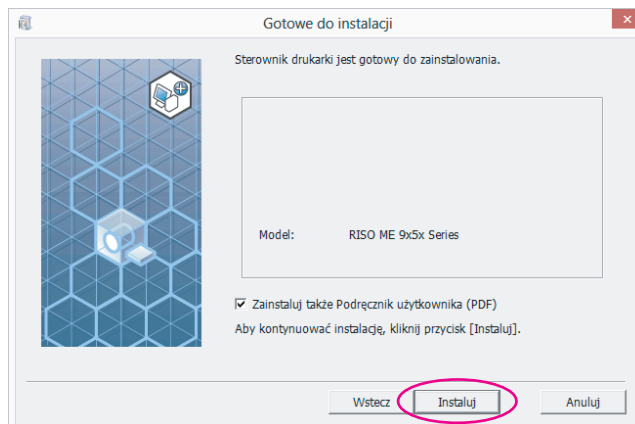 Gotowe do instalacji
Sterownik drukarki jest gotowy do zainstalowania.
Model: RISO ME 9x5x Series
Zainstaluj także Podręcznik użytkownika (PDF)
Aby kontynuować instalację, kliknij przycisk [Instaluj].
Wstecz Instaluj Anuluj